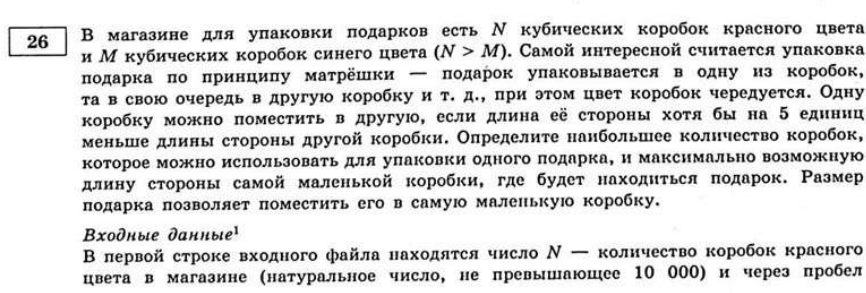 26
В магазине для упаковки подарков есть N кубических коробок красного цвета
и M кубических коробок синего цвета (N > M). Самой интересной считается упаковка
подарка по принципу матрёшки — подарок упаковывается в одну из коробок,
та в свою очередь в другую коробку и т. д., при этом цвет коробок чередуется. Одну
коробку можно поместить в другую, если длина её стороны хотя бы на 5 единиц
меньше длины стороны другой коробки. Определите наибольшее количество коробок,
которое можно использовать для упаковки одного подарка, и максимально возможную
длину стороны самой маленькой коробки, где будет находиться подарок. Размер
подарка позволяет поместить его в самую маленькую коробку.
Входные данные¹
В первой строке входного файла находятся число N — количество коробок красного
цвета в магазине (натуральное число, не превышающее 10 000) и через пробел